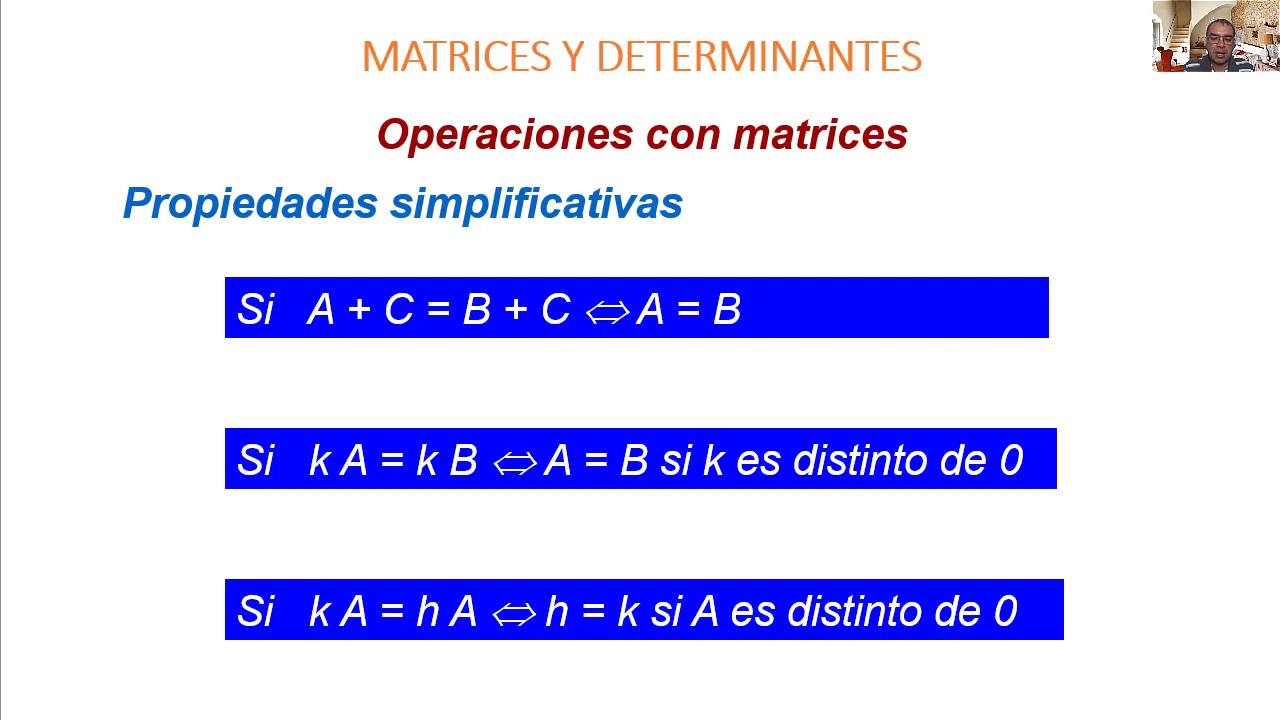 MATRICES Y DETERMINANTES
Operaciones con matrices
Propiedades simplificativas
Si A + C = B + C ⇔ A = B
Si k A = k B ⇔ A = B si k es distinto de 0
Si k A = h A ⇔ h = k si A es distinto de 0